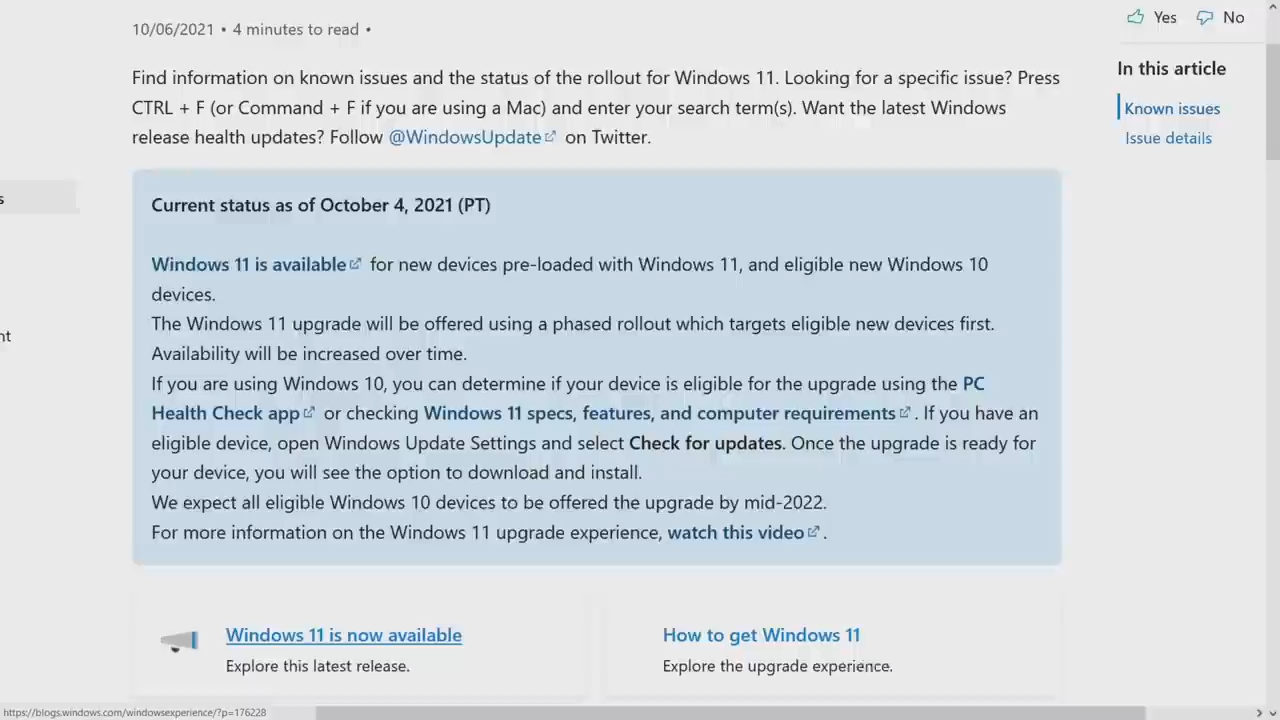 10/06/2021 • 4 minutes to read •
Yes
No
Find information on known issues and the status of the rollout for Windows 11. Looking for a specific issue? Press
CTRL + F (or Command + F if you are using a Mac) and enter your search term(s). Want the latest Windows
release health updates? Follow @WindowsUpdate on Twitter.
In this article
Known issues
Issue details
s
nt
Current status as of October 4, 2021 (PT)
Windows 11 is available for new devices pre-loaded with Windows 11, and eligible new Windows 10
devices.
The Windows 11 upgrade will be offered using a phased rollout which targets eligible new devices first.
Availability will be increased over time.
If you are using Windows 10, you can determine if your device is eligible for the upgrade using the PC
Health Check app or checking Windows 11 specs, features, and computer requirements. If you have an
eligible device, open Windows Update Settings and select Check for updates. Once the upgrade is ready for
your device, you will see the option to download and install.
We expect all eligible Windows 10 devices to be offered the upgrade by mid-2022.
For more information on the Windows 11 upgrade experience, watch this video.
Windows 11 is now available
Explore this latest release.
How to get Windows 11
Explore the upgrade experience.
https://blogs.windows.com/windowsexperience/?p=176228